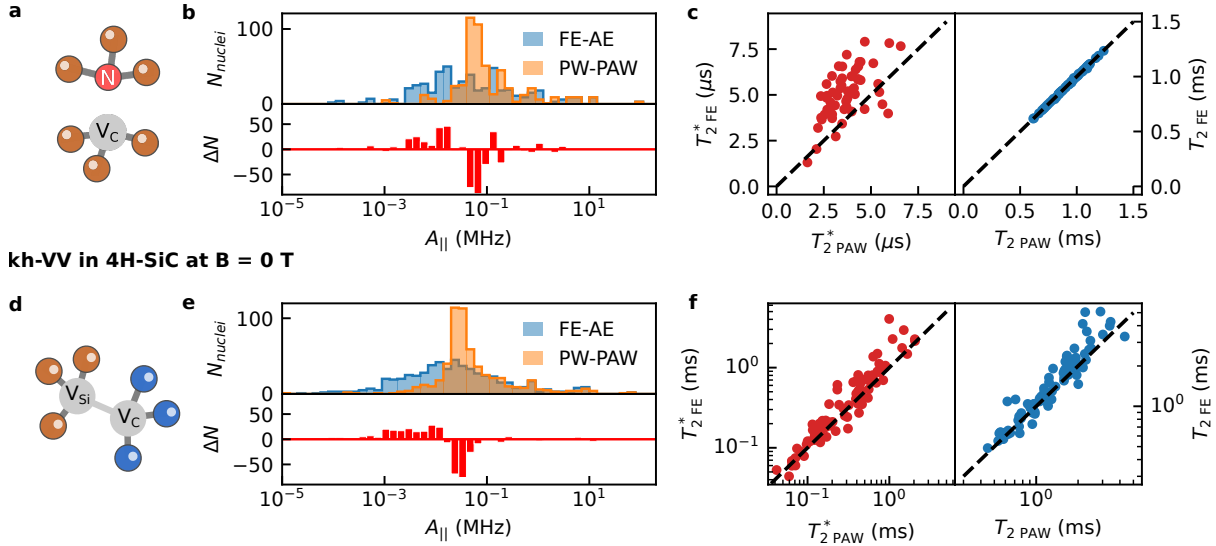 a
N
V_C
b
N_nuclei
100
0
FE-AE
PW-PAW
ΔN
50
0
−50
10^−5
10^−3
10^−1
10^1
A_|| (MHz)
c
T*_2 FE (μs)
7.5
5.0
2.5
0.0
0.0
2.5
5.0
7.5
T*_2 PAW (μs)
0.0
0.5
1.0
1.5
T_2 PAW (ms)
1.5
1.0
0.5
0.0
T_2 FE (ms)
kh-VV in 4H-SiC at B = 0 T
d
V_Si
V_C
e
N_nuclei
100
0
FE-AE
PW-PAW
ΔN
50
0
−50
10^−5
10^−3
10^−1
10^1
A_|| (MHz)
f
T*_2 FE (ms)
10^0
10^−1
10^−1
10^0
T*_2 PAW (ms)
10^0
T_2 PAW (ms)
10^0
T_2 FE (ms)